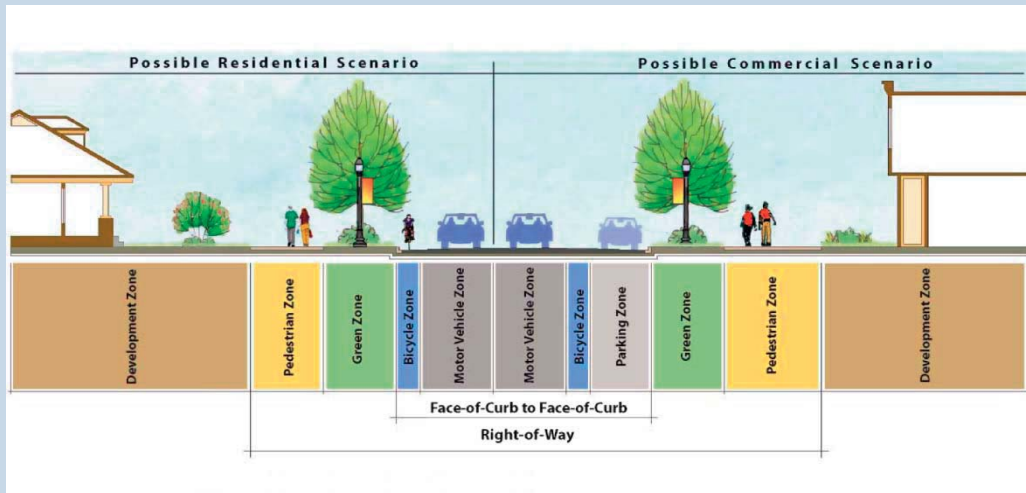 Possible Residential Scenario
Possible Commercial Scenario
Development Zone
Pedestrian Zone
Green Zone
Bicycle Zone
Motor Vehicle Zone
Motor Vehicle Zone
Bicycle Zone
Parking Zone
Green Zone
Pedestrian Zone
Development Zone
Face-of-Curb to Face-of-Curb
Right-of-Way